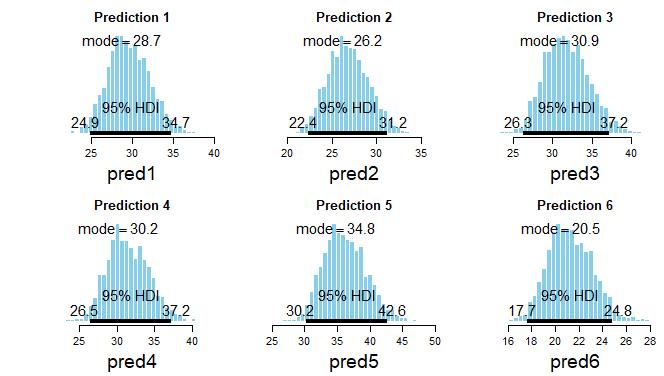 Prediction 1
mode = 28.7
95% HDI
24.9 34.7
25 30 35 40
pred1
Prediction 2
mode = 26.2
95% HDI
22.4 31.2
20 25 30 35
pred2
Prediction 3
mode = 30.9
95% HDI
26.3 37.2
25 30 35 40
pred3
Prediction 4
mode = 30.2
95% HDI
26.5 37.2
25 30 35 40
pred4
Prediction 5
mode = 34.8
95% HDI
30.2 42.6
25 30 35 40 45 50
pred5
Prediction 6
mode = 20.5
95% HDI
17.7 24.8
16 18 20 22 24 26 28
pred6